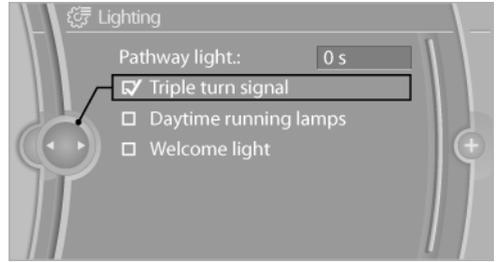 Lighting
Pathway light.: 0 s
Triple turn signal
Daytime running lamps
Welcome light